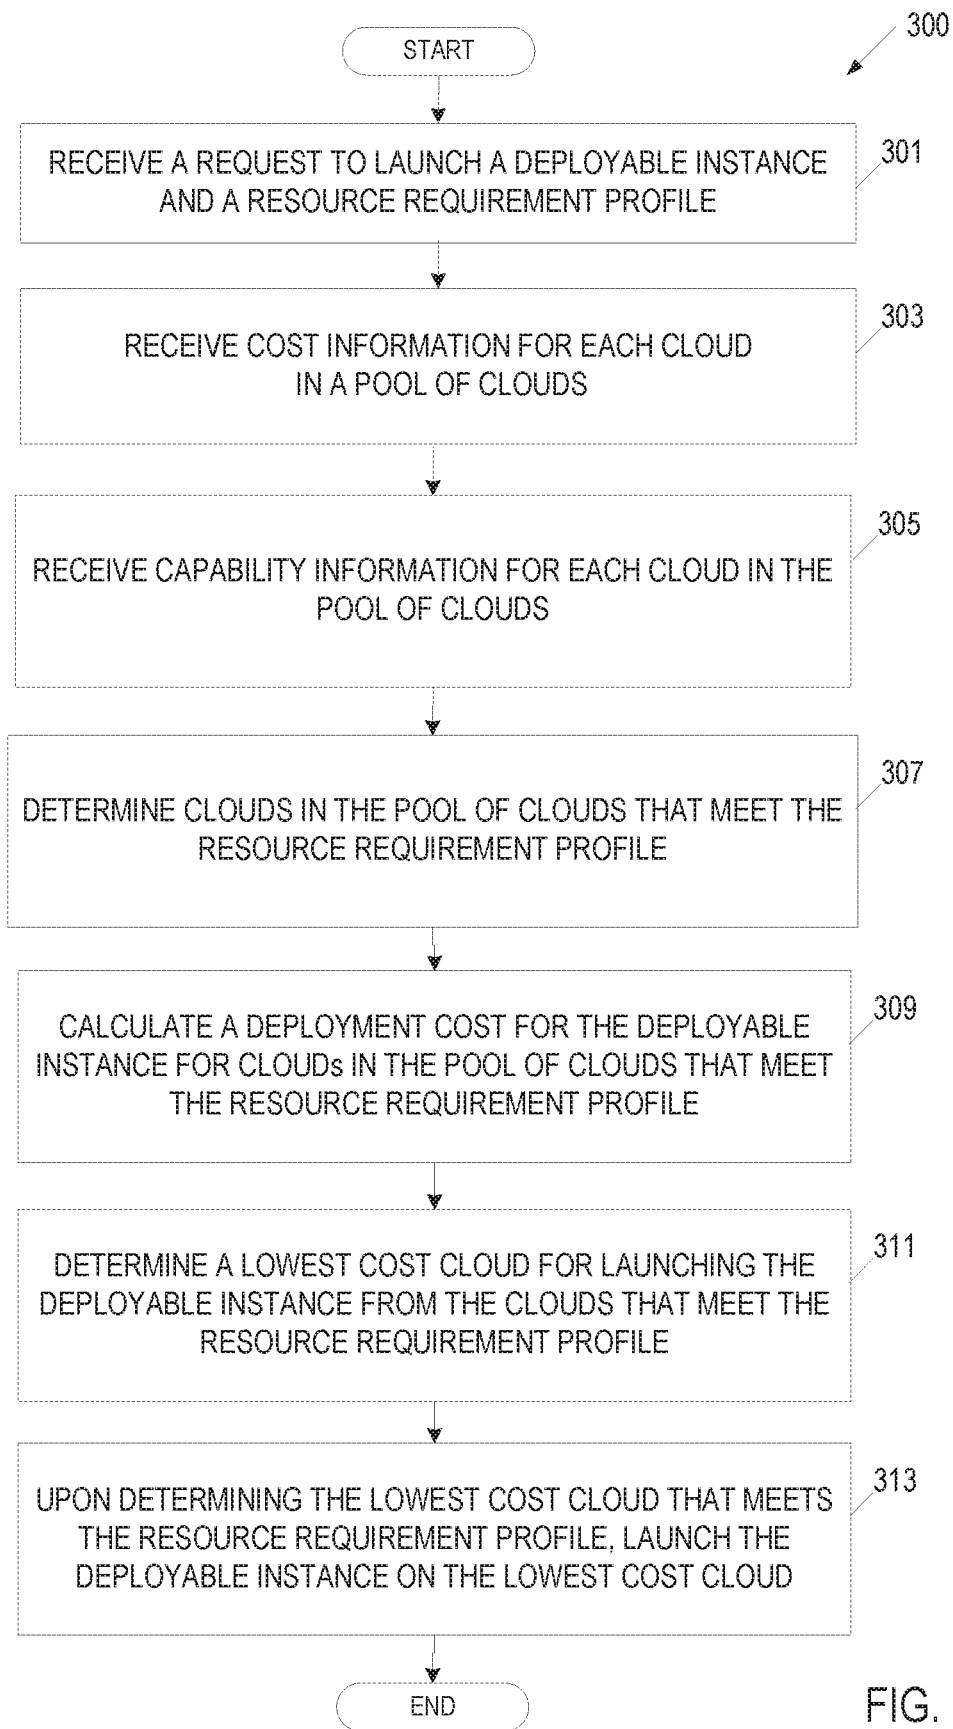 START
300
RECEIVE A REQUEST TO LAUNCH A DEPLOYABLE INSTANCE
AND A RESOURCE REQUIREMENT PROFILE
301
RECEIVE COST INFORMATION FOR EACH CLOUD
IN A POOL OF CLOUDS
303
RECEIVE CAPABILITY INFORMATION FOR EACH CLOUD IN THE
POOL OF CLOUDS
305
DETERMINE CLOUDS IN THE POOL OF CLOUDS THAT MEET THE
RESOURCE REQUIREMENT PROFILE
307
CALCULATE A DEPLOYMENT COST FOR THE DEPLOYABLE
INSTANCE FOR CLOUDs IN THE POOL OF CLOUDS THAT MEET
THE RESOURCE REQUIREMENT PROFILE
309
DETERMINE A LOWEST COST CLOUD FOR LAUNCHING THE
DEPLOYABLE INSTANCE FROM THE CLOUDS THAT MEET THE
RESOURCE REQUIREMENT PROFILE
311
UPON DETERMINING THE LOWEST COST CLOUD THAT MEETS
THE RESOURCE REQUIREMENT PROFILE, LAUNCH THE
DEPLOYABLE INSTANCE ON THE LOWEST COST CLOUD
313
END
FIG.